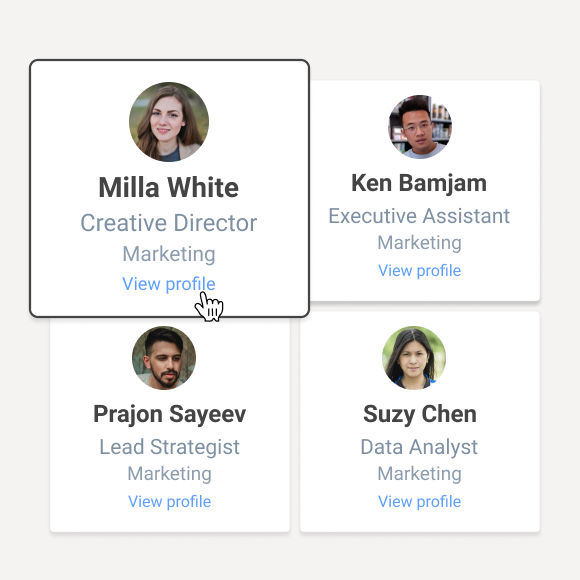 Milla White
Creative Director
Marketing
View profile
Ken Bamjam
Executive Assistant
Marketing
View profile
Prajon Sayeev
Lead Strategist
Marketing
View profile
Suzy Chen
Data Analyst
Marketing
View profile